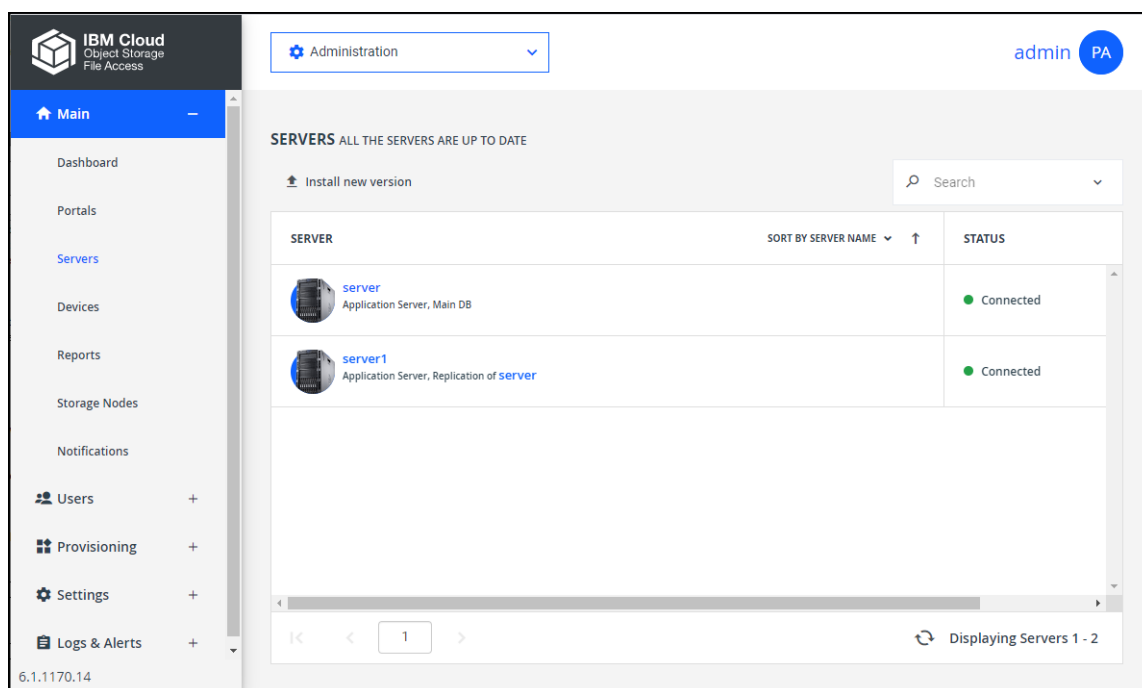 IBM Cloud
Object Storage
File Access
Administration
admin PA
Main
Dashboard
Portals
Servers
Devices
Reports
Storage Nodes
Notifications
Users
Provisioning
Settings
Logs & Alerts
6.1.1170.14
SERVERS ALL THE SERVERS ARE UP TO DATE
Install new version
Search
SERVER SORT BY SERVER NAME STATUS
server
Application Server, Main DB
Connected
server1
Application Server, Replication of server
Connected
1
Displaying Servers 1 - 2